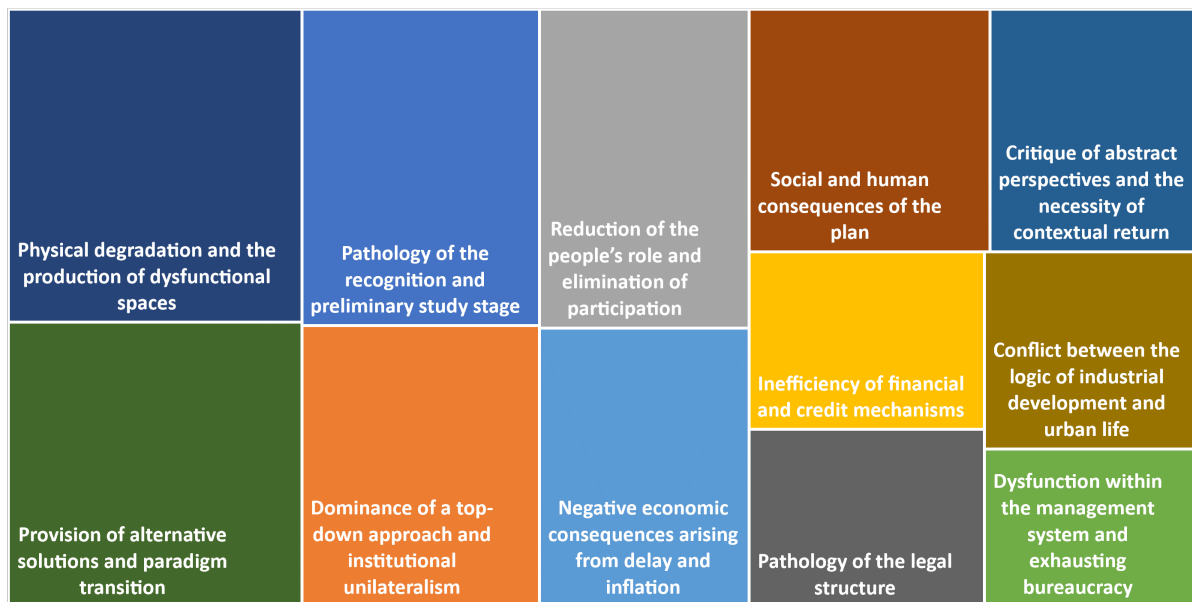 Physical degradation and the
production of dysfunctional
spaces
Provision of alternative
solutions and paradigm
transition
Pathology of the
recognition and
preliminary study stage
Dominance of a top-
down approach and
institutional
unilateralism
Reduction of the
people’s role and
elimination of
participation
Negative economic
consequences arising
from delay and
inflation
Social and human
consequences of the
plan
Critique of abstract
perspectives and the
necessity of
contextual return
Inefficiency of financial
and credit mechanisms
Conflict between the
logic of industrial
development and
urban life
Pathology of the legal
structure
Dysfunction within
the management
system and
exhausting
bureaucracy